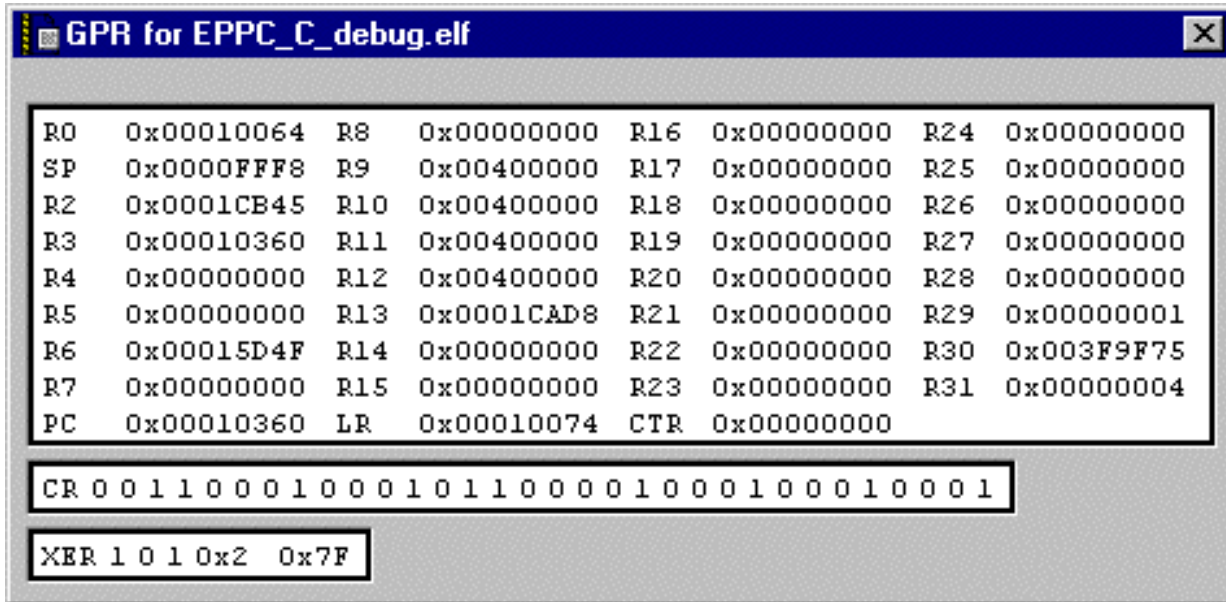 GPR for EPPC_C_debug.elf
R0 0x00010064 R8 0x00000000 R16 0x00000000 R24 0x00000000
SP 0x0000FFF8 R9 0x00400000 R17 0x00000000 R25 0x00000000
R2 0x0001CB45 R10 0x00400000 R18 0x00000000 R26 0x00000000
R3 0x00010360 R11 0x00400000 R19 0x00000000 R27 0x00000000
R4 0x00000000 R12 0x00400000 R20 0x00000000 R28 0x00000000
R5 0x00000000 R13 0x0001CAD8 R21 0x00000000 R29 0x00000001
R6 0x00015D4F R14 0x00000000 R22 0x00000000 R30 0x003F9F75
R7 0x00000000 R15 0x00000000 R23 0x00000000 R31 0x00000004
PC 0x00010360 LR 0x00010074 CTR 0x00000000
CR 0 0 1 1 0 0 0 1 0 0 0 1 0 1 1 0 0 0 0 1 0 0 0 1 0 0 0 1 0 0 0 1
XER 1 0 1 0x2 0x7F